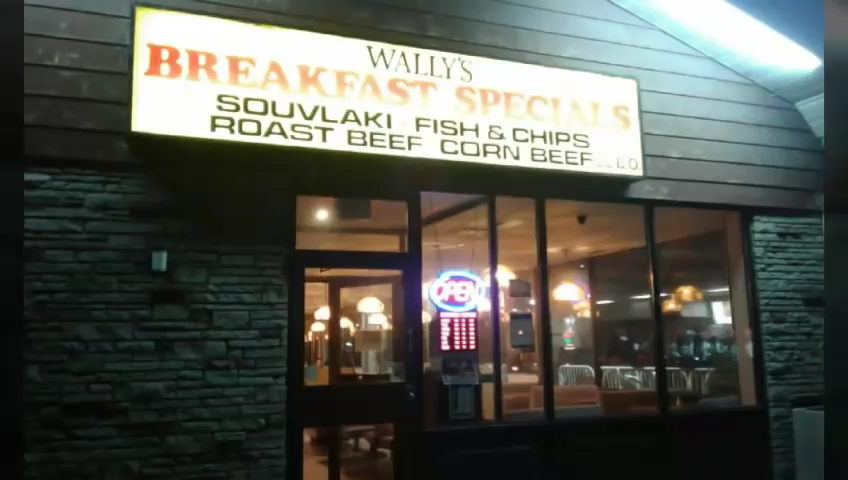 WALLY'S
BREAKFAST SPECIALS
SOUVLAKI FISH & CHIPS
ROAST BEEF CORN BEEF
OPEN